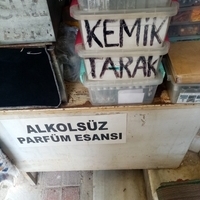 KEMİK
TARAK
ALKOLSÜZ
PARFÜM ESANSI